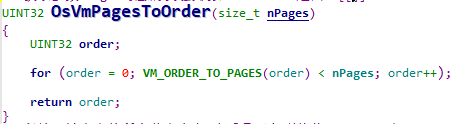 UINT32 OsVmPagesToOrder(size_t nPages)
{
    UINT32 order;

    for (order = 0; VM_ORDER_TO_PAGES(order) < nPages; order++);

    return order;
}